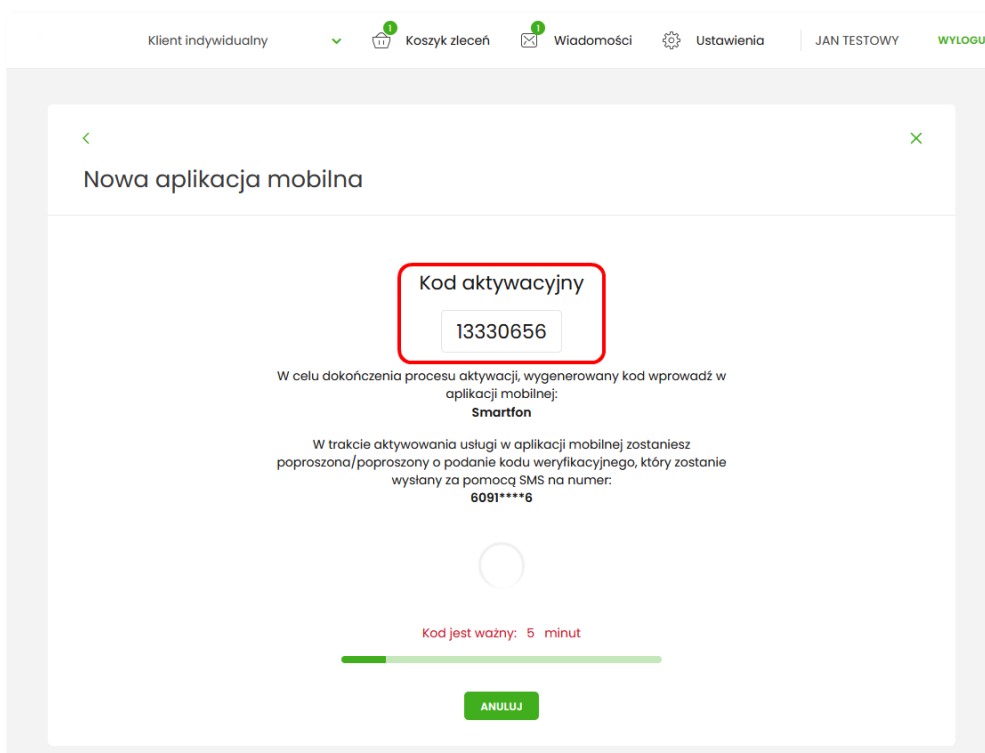 1 1
Klient indywidualny Koszyk zleceń Wiadomości Ustawienia JAN TESTOWY WYLOGU
Nowa aplikacja mobilna
Kod aktywacyjny
13330656
W celu dokończenia procesu aktywacji, wygenerowany kod wprowadź w
aplikacji mobilnej:
Smartfon
W trakcie aktywowania usługi w aplikacji mobilnej zostaniesz
poproszona/poproszony o podanie kodu weryfikacyjnego, który zostanie
wysłany za pomocą SMS na numer:
6091****6
Kod jest ważny: 5 minut
ANULUJ